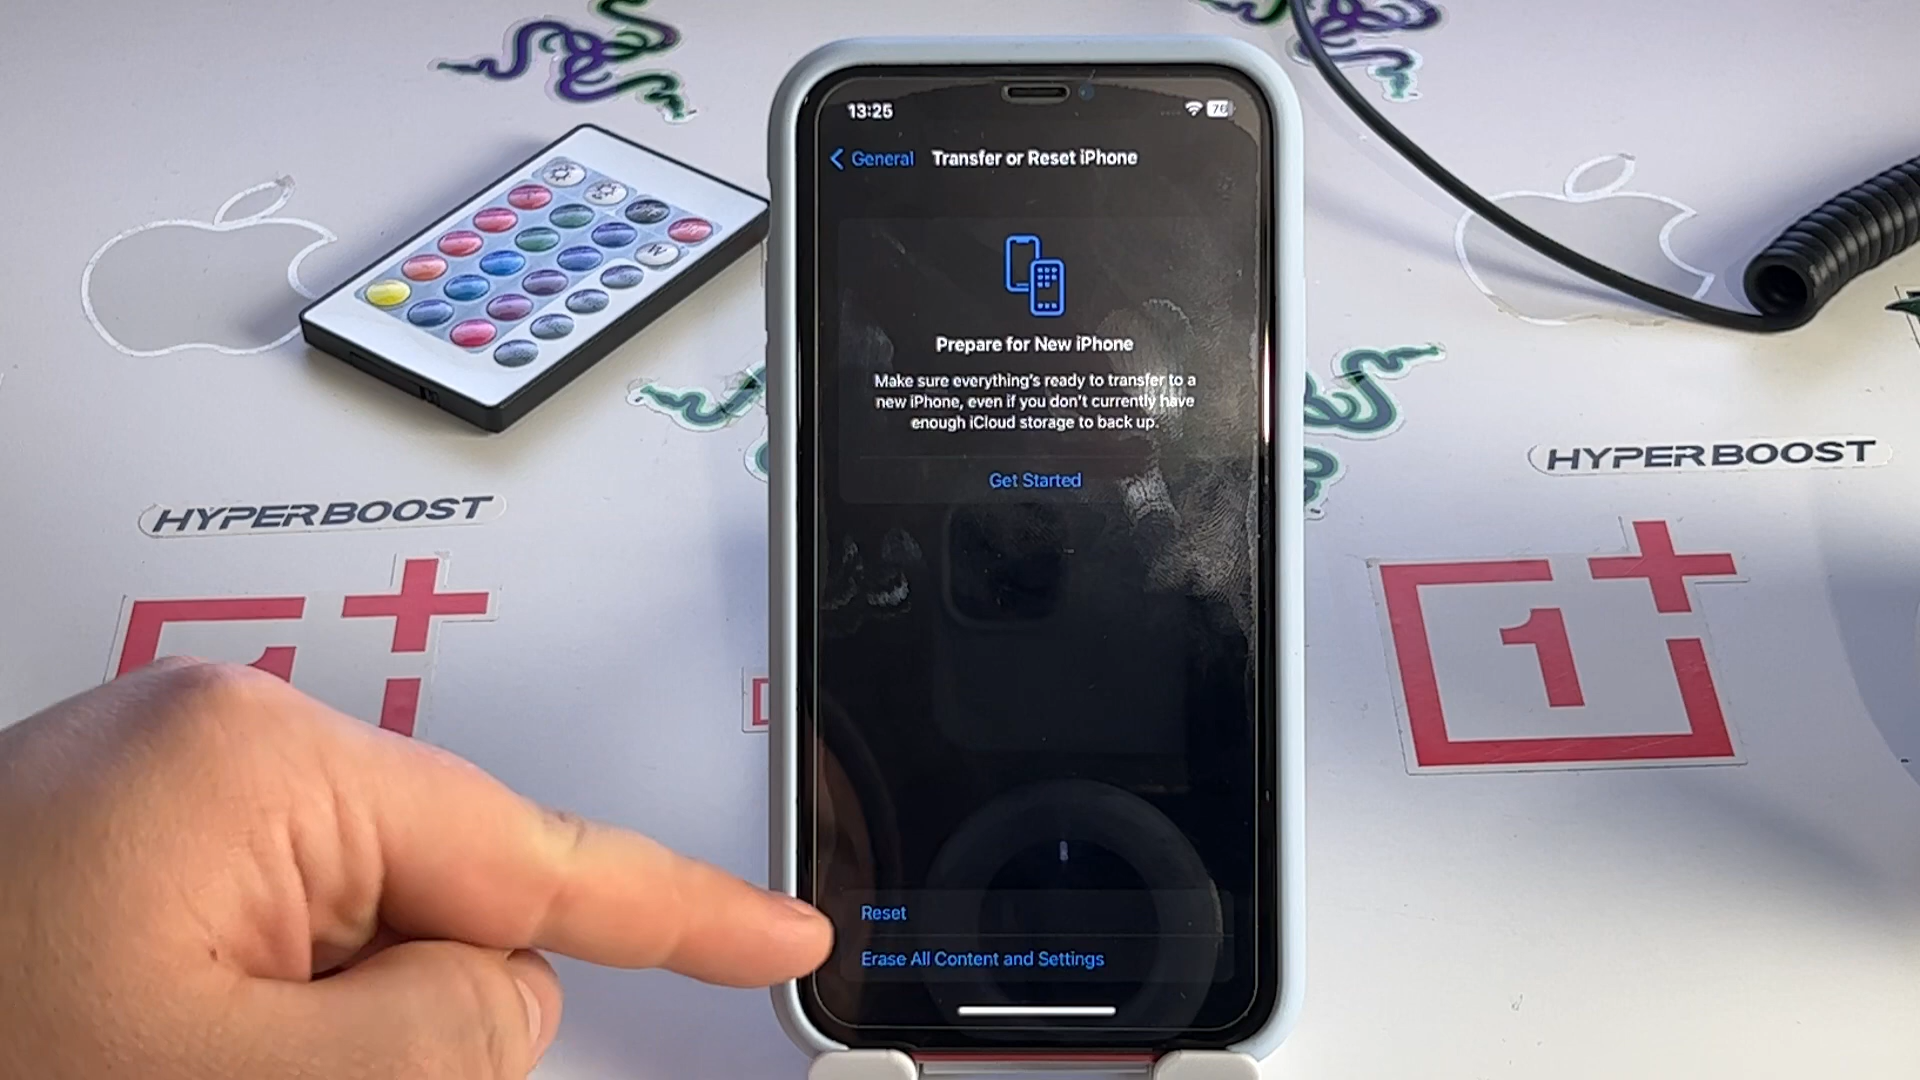 13:25
76
General
Transfer or Reset iPhone
Prepare for New iPhone
Make sure everything's ready to transfer to a
new iPhone, even if you don't currently have
enough iCloud storage to back up.
Get Started
Reset
Erase All Content and Settings
HYPERBOOST
HYPERBOOST
1
1
W